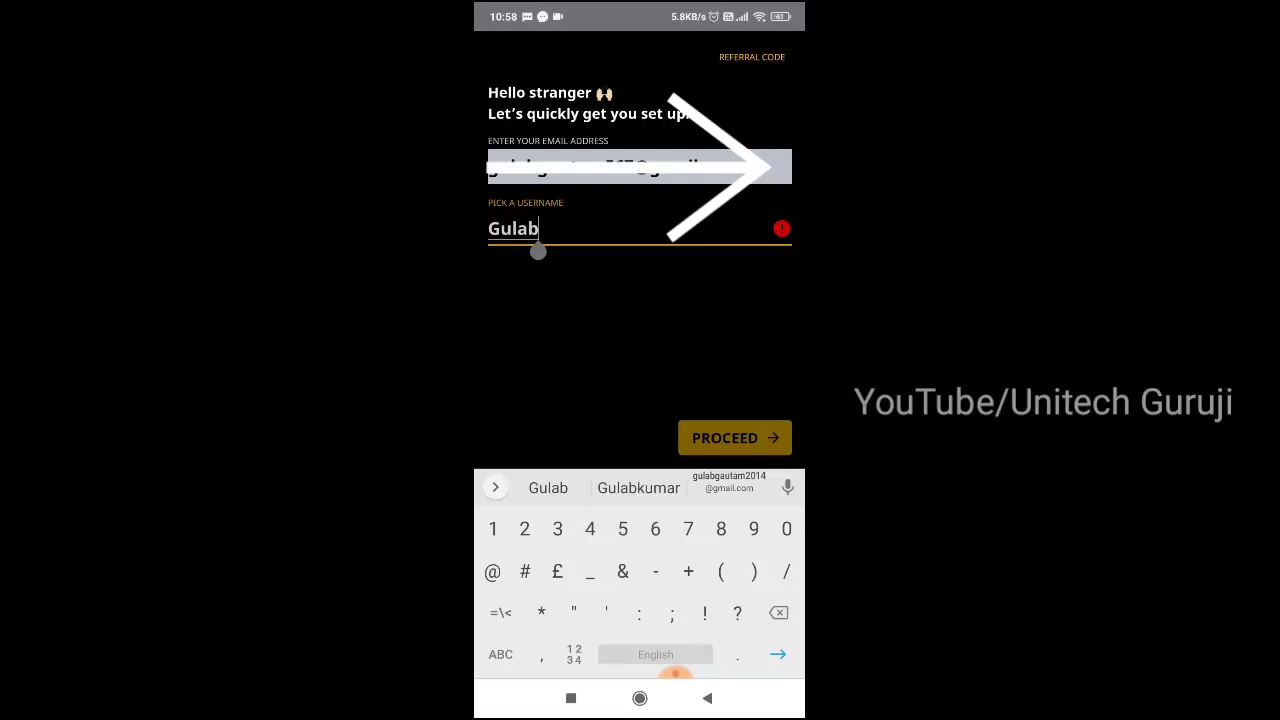 10:58
5.8KB/s
63
REFERRAL CODE
Hello stranger 🙌🏻
Let's quickly get you set up.
ENTER YOUR EMAIL ADDRESS
PICK A USERNAME
Gulab
PROCEED →
YouTube/Unitech Guruji
Gulab Gulabkumar gulabgautam2014
@gmail.com
1 2 3 4 5 6 7 8 9 0
@ # £ _ & - + ( ) /
=\< * " ' : ; ! ?
ABC , 1 2
3 4 English .